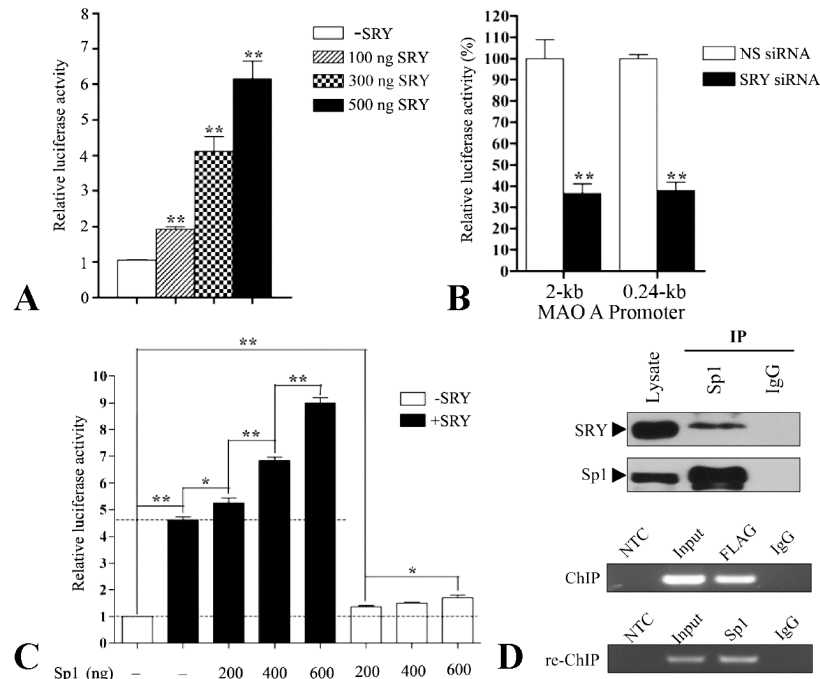 A
Relative luciferase activity
8
7
6
5
4
3
2
1
0
**
**
**
-SRY
100 ng SRY
300 ng SRY
500 ng SRY
B
Relative luciferase activity (%)
120
110
100
90
80
70
60
50
40
30
20
10
0
**
**
NS siRNA
SRY siRNA
2-kb 0.24-kb
MAO A Promoter
C
Relative luciferase activity
10
9
8
7
6
5
4
3
2
1
0
**
**
*
**
**
*
-SRY
+SRY
Sp1 (ng) – – 200 400 600 200 400 600
D
IP
Lysate Sp1 IgG
SRY
Sp1
NTC Input FLAG IgG
ChIP
NTC Input Sp1 IgG
re-ChIP